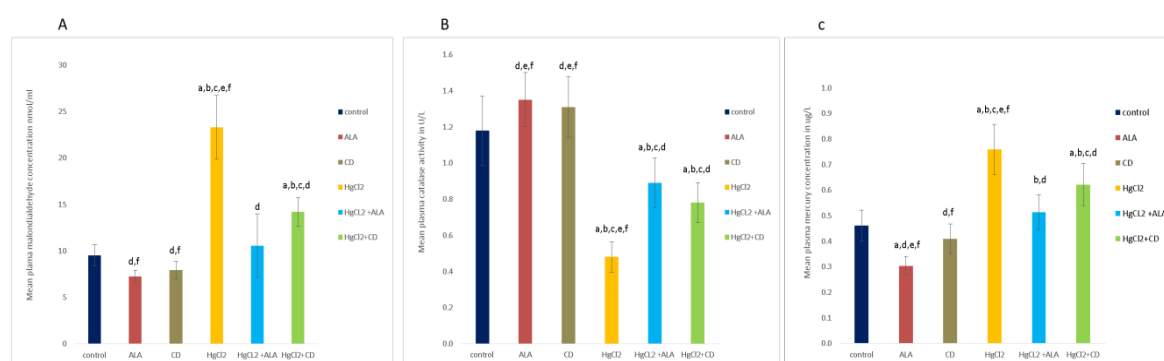 A
Mean plama malondialdehyde concentration nmol/ml
30
25
20
15
10
5
0
d,f
d,f
a,b,c,e,f
d
a,b,c,d
control
ALA
CD
HgCl2
HgCL2 +ALA
HgCl2+CD
control
ALA
CD
HgCl2
HgCL2 +ALA
HgCl2+CD
B
Mean plasma catalase activity in U/L
1.6
1.4
1.2
1.0
0.8
0.6
0.4
0.2
0.0
d,e,f
d,e,f
a,b,c,e,f
a,b,c,d
a,b,c,d
control
ALA
CD
HgCl2
HgCL2 +ALA
HgCl2+CD
control
ALA
CD
HgCl2
HgCL2 +ALA
HgCl2+CD
c
Mean plasma mercury concentration in ug/L
1.0
0.9
0.8
0.7
0.6
0.5
0.4
0.3
0.2
0.1
0.0
a,d,e,f
d,f
a,b,c,e,f
b,d
a,b,c,d
control
ALA
CD
HgCl2
HgCL2 +ALA
HgCl2+CD
control
ALA
CD
HgCl2
HgCL2 +ALA
HgCl2+CD